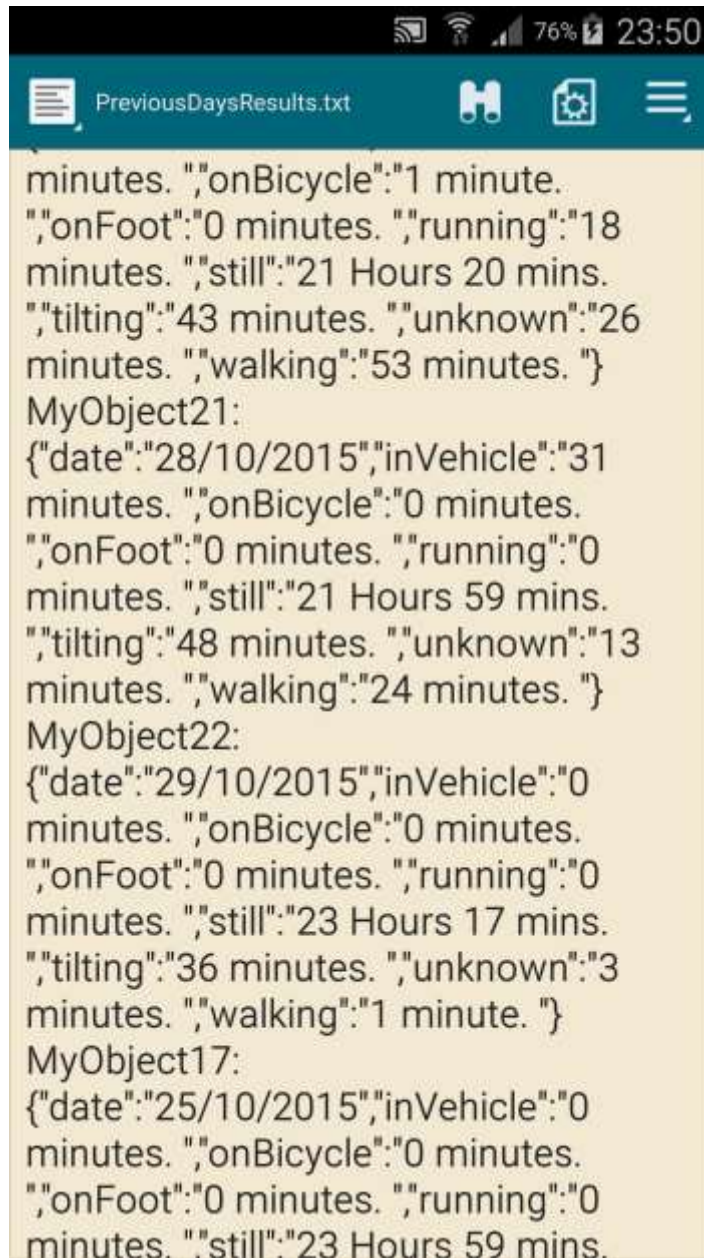 76% 23:50
PreviousDaysResults.txt
minutes. ","onBicycle":"1 minute.
","onFoot":"0 minutes. ","running":"18
minutes. ","still":"21 Hours 20 mins.
","tilting":"43 minutes. ","unknown":"26
minutes. ","walking":"53 minutes. "}
MyObject21:
{"date":"28/10/2015","inVehicle":"31
minutes. ","onBicycle":"0 minutes.
","onFoot":"0 minutes. ","running":"0
minutes. ","still":"21 Hours 59 mins.
","tilting":"48 minutes. ","unknown":"13
minutes. ","walking":"24 minutes. "}
MyObject22:
{"date":"29/10/2015","inVehicle":"0
minutes. ","onBicycle":"0 minutes.
","onFoot":"0 minutes. ","running":"0
minutes. ","still":"23 Hours 17 mins.
","tilting":"36 minutes. ","unknown":"3
minutes. ","walking":"1 minute. "}
MyObject17:
{"date":"25/10/2015","inVehicle":"0
minutes. ","onBicycle":"0 minutes.
","onFoot":"0 minutes. ","running":"0
minutes. ","still":"23 Hours 59 mins.